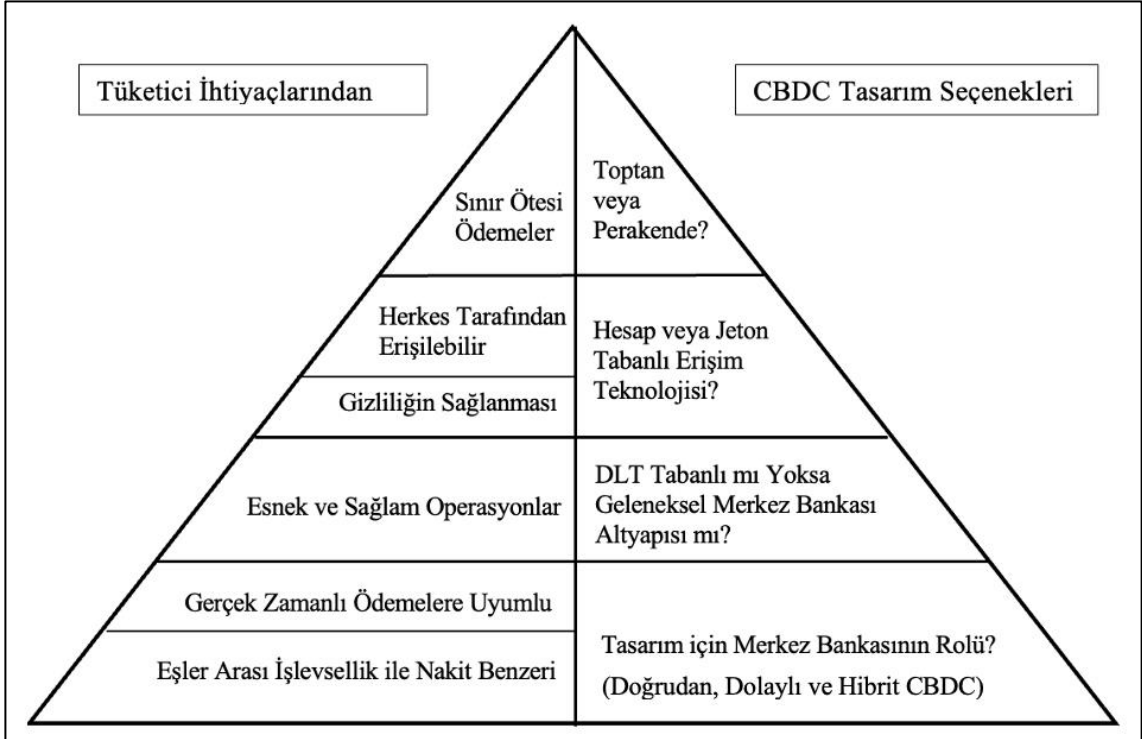 Tüketici İhtiyaçlarından
CBDC Tasarım Seçenekleri
Sınır Ötesi
Ödemeler
Toptan
veya
Perakende?
Herkes Tarafından
Erişilebilir
Gizliliğin Sağlanması
Hesap veya Jeton
Tabanlı Erişim
Teknolojisi?
Esnek ve Sağlam Operasyonlar
DLT Tabanlı mı Yoksa
Geleneksel Merkez Bankası
Altyapısı mı?
Gerçek Zamanlı Ödemelere Uyumlu
Eşler Arası İşlevsellik ile Nakit Benzeri
Tasarım için Merkez Bankasının Rolü?
(Doğrudan, Dolaylı ve Hibrit CBDC)